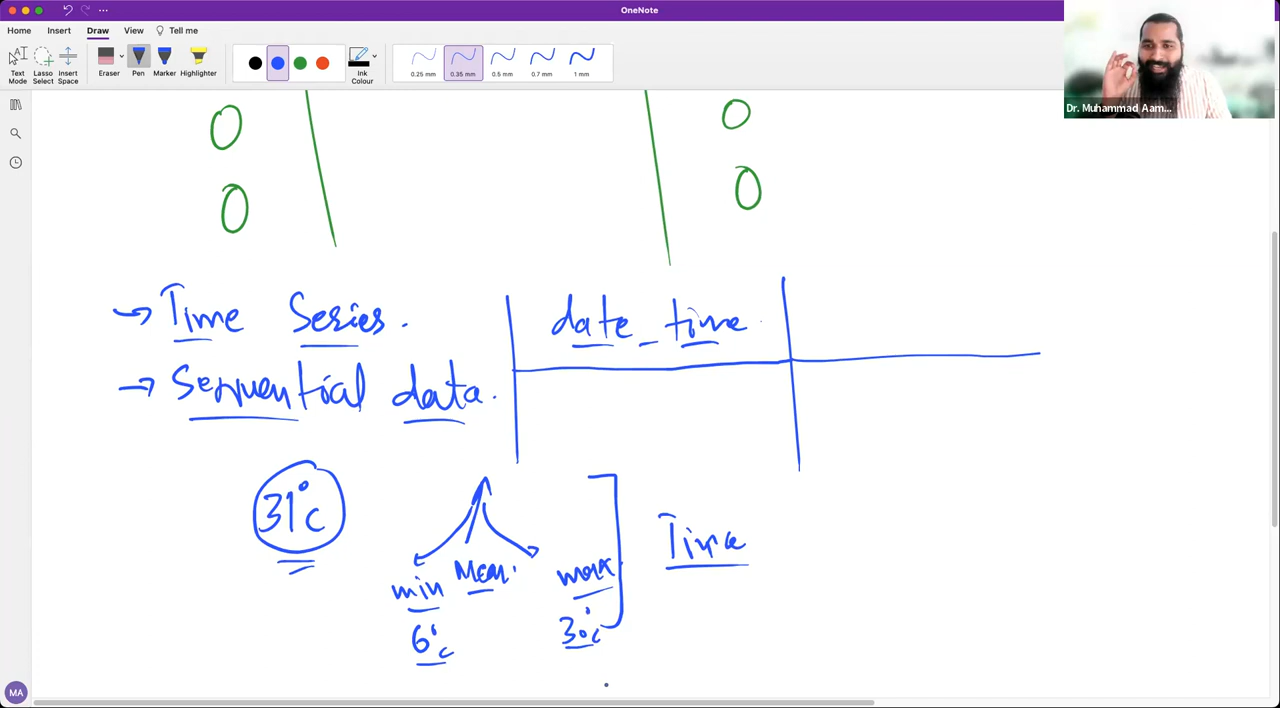 OneNote
Home Insert Draw View Tell me
Text Mode
Lasso Select
Insert Space
Eraser
Pen
Marker
Highlighter
Ink Colour
0.25 mm
0.35 mm
0.5 mm
0.7 mm
1 mm
Dr. Muhammad Aam...
0 0
0 0
→ Time Series.
date_time
→ Sequential data.
31°c
min Mean. max
Time
6°c 30°c
MA